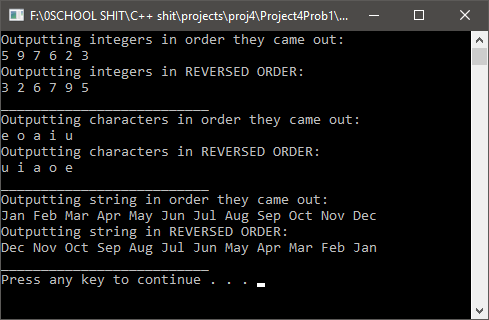 F:\0SCHOOL SHIT\C++ shit\projects\proj4\Project4Prob1\...
Outputting integers in order they came out:
5 9 7 6 2 3
Outputting integers in REVERSED ORDER:
3 2 6 7 9 5
__________________________
Outputting characters in order they came out:
e o a i u
Outputting characters in REVERSED ORDER:
u i a o e
__________________________
Outputting string in order they came out:
Jan Feb Mar Apr May Jun Jul Aug Sep Oct Nov Dec
Outputting string in REVERSED ORDER:
Dec Nov Oct Sep Aug Jul Jun May Apr Mar Feb Jan
__________________________
Press any key to continue . . .